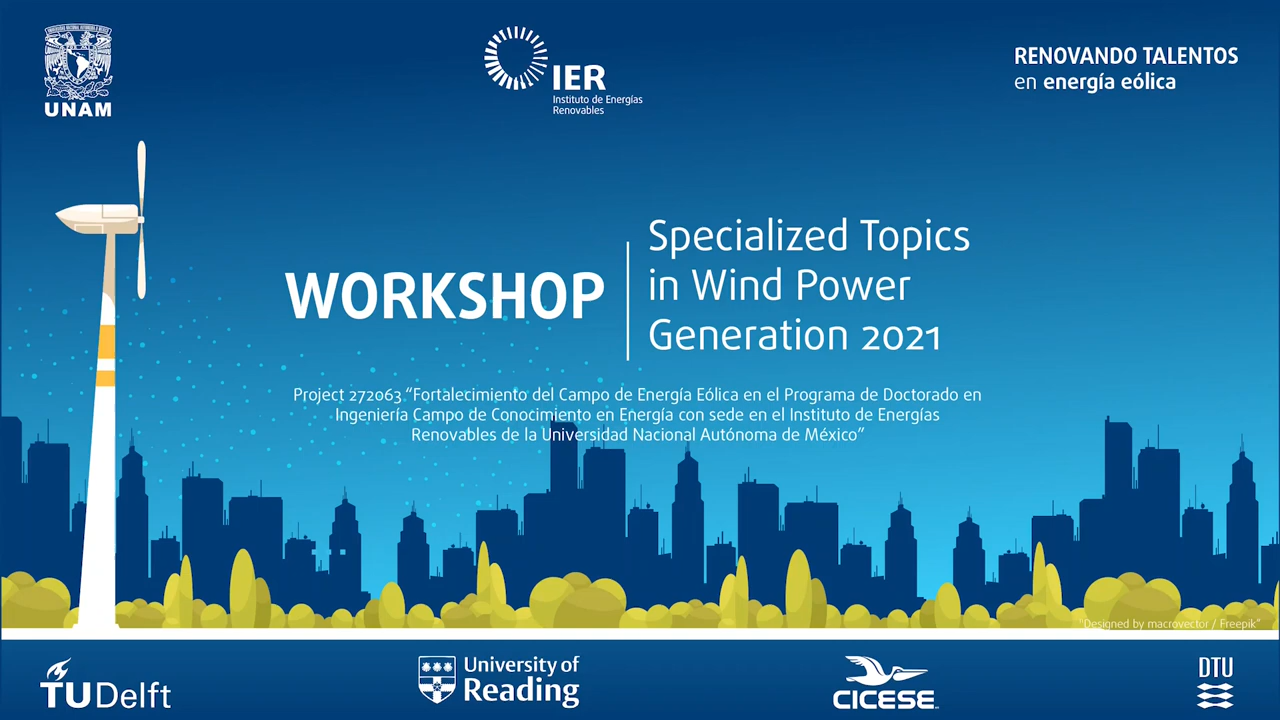 UNAM
IER
Instituto de Energías
Renovables
RENOVANDO TALENTOS
en energía eólica
WORKSHOP
Specialized Topics
in Wind Power
Generation 2021
Project 272063 “Fortalecimiento del Campo de Energía Eólica en el Programa de Doctorado en
Ingeniería Campo de Conocimiento en Energía con sede en el Instituto de Energías
Renovables de la Universidad Nacional Autónoma de México”
“Designed by macrovector / Freepik”
TUDelft
University of
Reading
CICESE
DTU